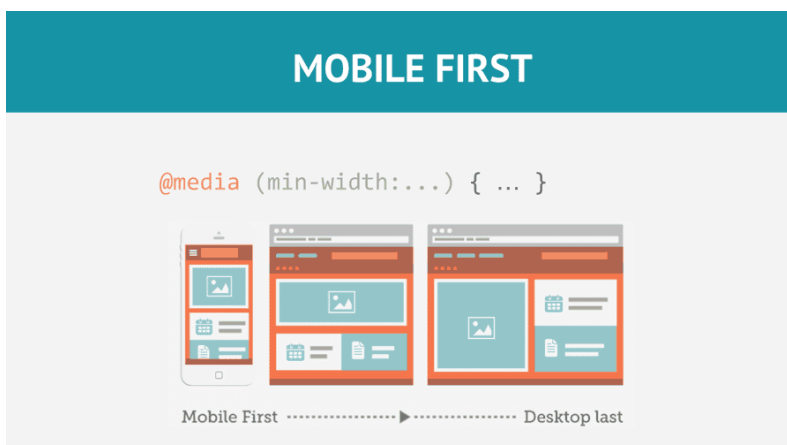 MOBILE FIRST
@media (min-width:...) { ... }
Mobile First
Desktop last